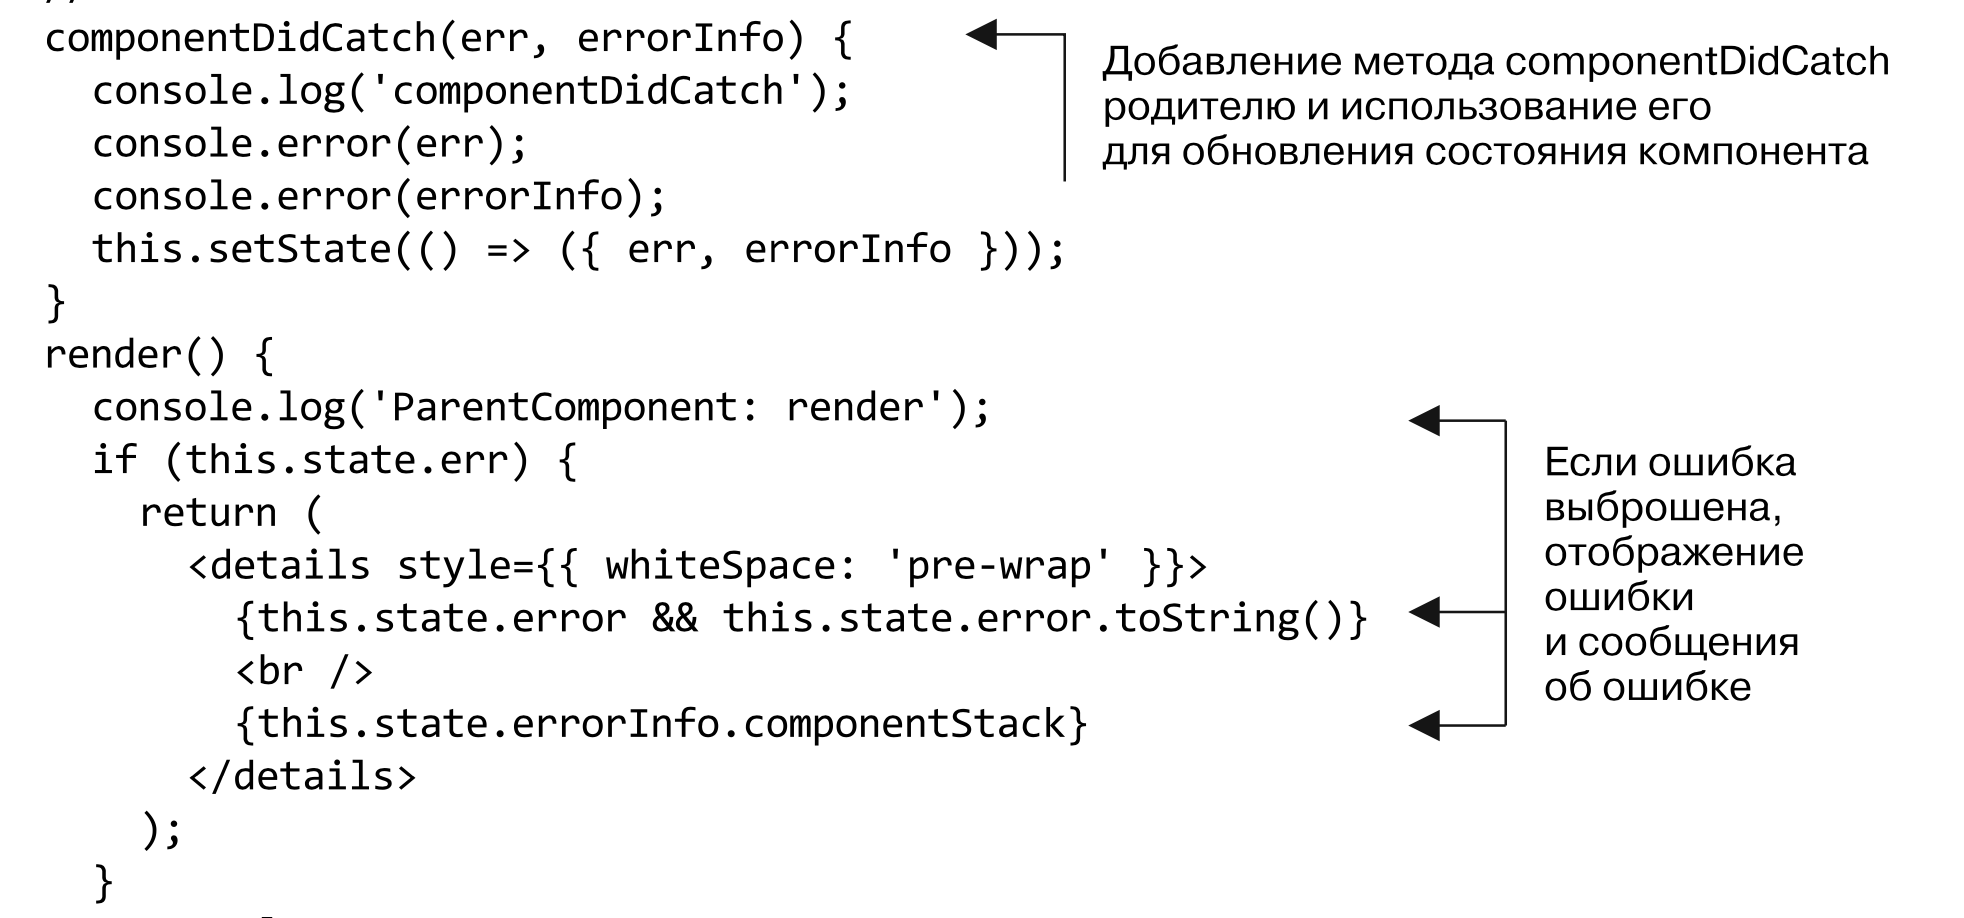 componentDidCatch(err, errorInfo) {
console.log('componentDidCatch');
console.error(err);
console.error(errorInfo);
this.setState(() => ({ err, errorInfo }));
}
Добавление метода componentDidCatch
родителю и использование его
для обновления состояния компонента
render() {
console.log('ParentComponent: render');
if (this.state.err) {
return (
<details style={{ whiteSpace: 'pre-wrap' }}>
{this.state.error && this.state.error.toString()}
<br />
{this.state.errorInfo.componentStack}
</details>
);
}
Если ошибка
выброшена,
отображение
ошибки
и сообщения
об ошибке